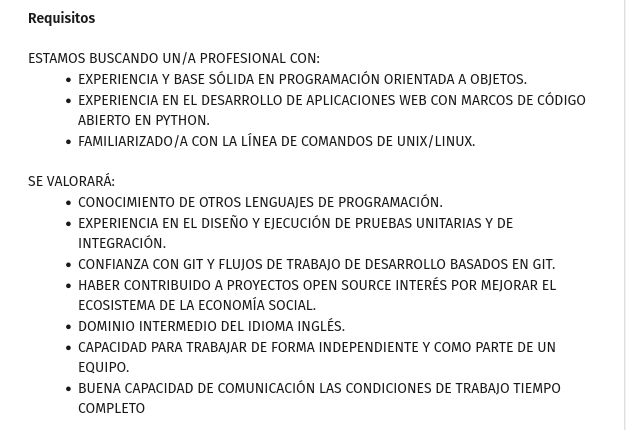 Requisitos
ESTAMOS BUSCANDO UN/A PROFESIONAL CON:
• EXPERIENCIA Y BASE SÓLIDA EN PROGRAMACIÓN ORIENTADA A OBJETOS.
• EXPERIENCIA EN EL DESARROLLO DE APLICACIONES WEB CON MARCOS DE CÓDIGO
ABIERTO EN PYTHON.
• FAMILIARIZADO/A CON LA LÍNEA DE COMANDOS DE UNIX/LINUX.
SE VALORARÁ:
• CONOCIMIENTO DE OTROS LENGUAJES DE PROGRAMACIÓN.
• EXPERIENCIA EN EL DISEÑO Y EJECUCIÓN DE PRUEBAS UNITARIAS Y DE
INTEGRACIÓN.
• CONFIANZA CON GIT Y FLUJOS DE TRABAJO DE DESARROLLO BASADOS EN GIT.
• HABER CONTRIBUIDO A PROYECTOS OPEN SOURCE INTERÉS POR MEJORAR EL
ECOSISTEMA DE LA ECONOMÍA SOCIAL.
• DOMINIO INTERMEDIO DEL IDIOMA INGLÉS.
• CAPACIDAD PARA TRABAJAR DE FORMA INDEPENDIENTE Y COMO PARTE DE UN
EQUIPO.
• BUENA CAPACIDAD DE COMUNICACIÓN LAS CONDICIONES DE TRABAJO TIEMPO
COMPLETO